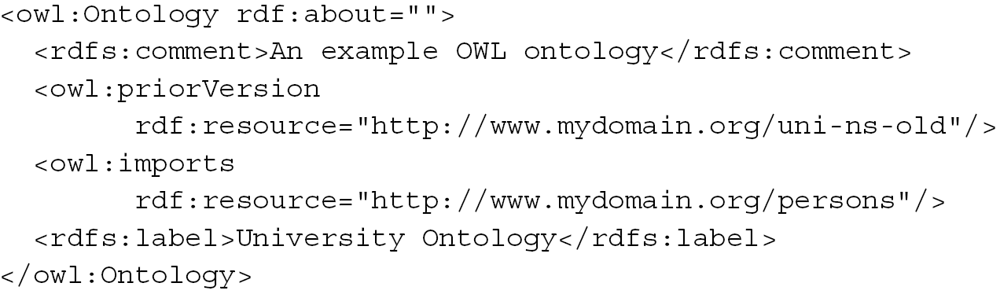 <owl:Ontology rdf:about="">
  <rdfs:comment>An example OWL ontology</rdfs:comment>
  <owl:priorVersion
        rdf:resource="http://www.mydomain.org/uni-ns-old"/>
  <owl:imports
        rdf:resource="http://www.mydomain.org/persons"/>
  <rdfs:label>University Ontology</rdfs:label>
</owl:Ontology>